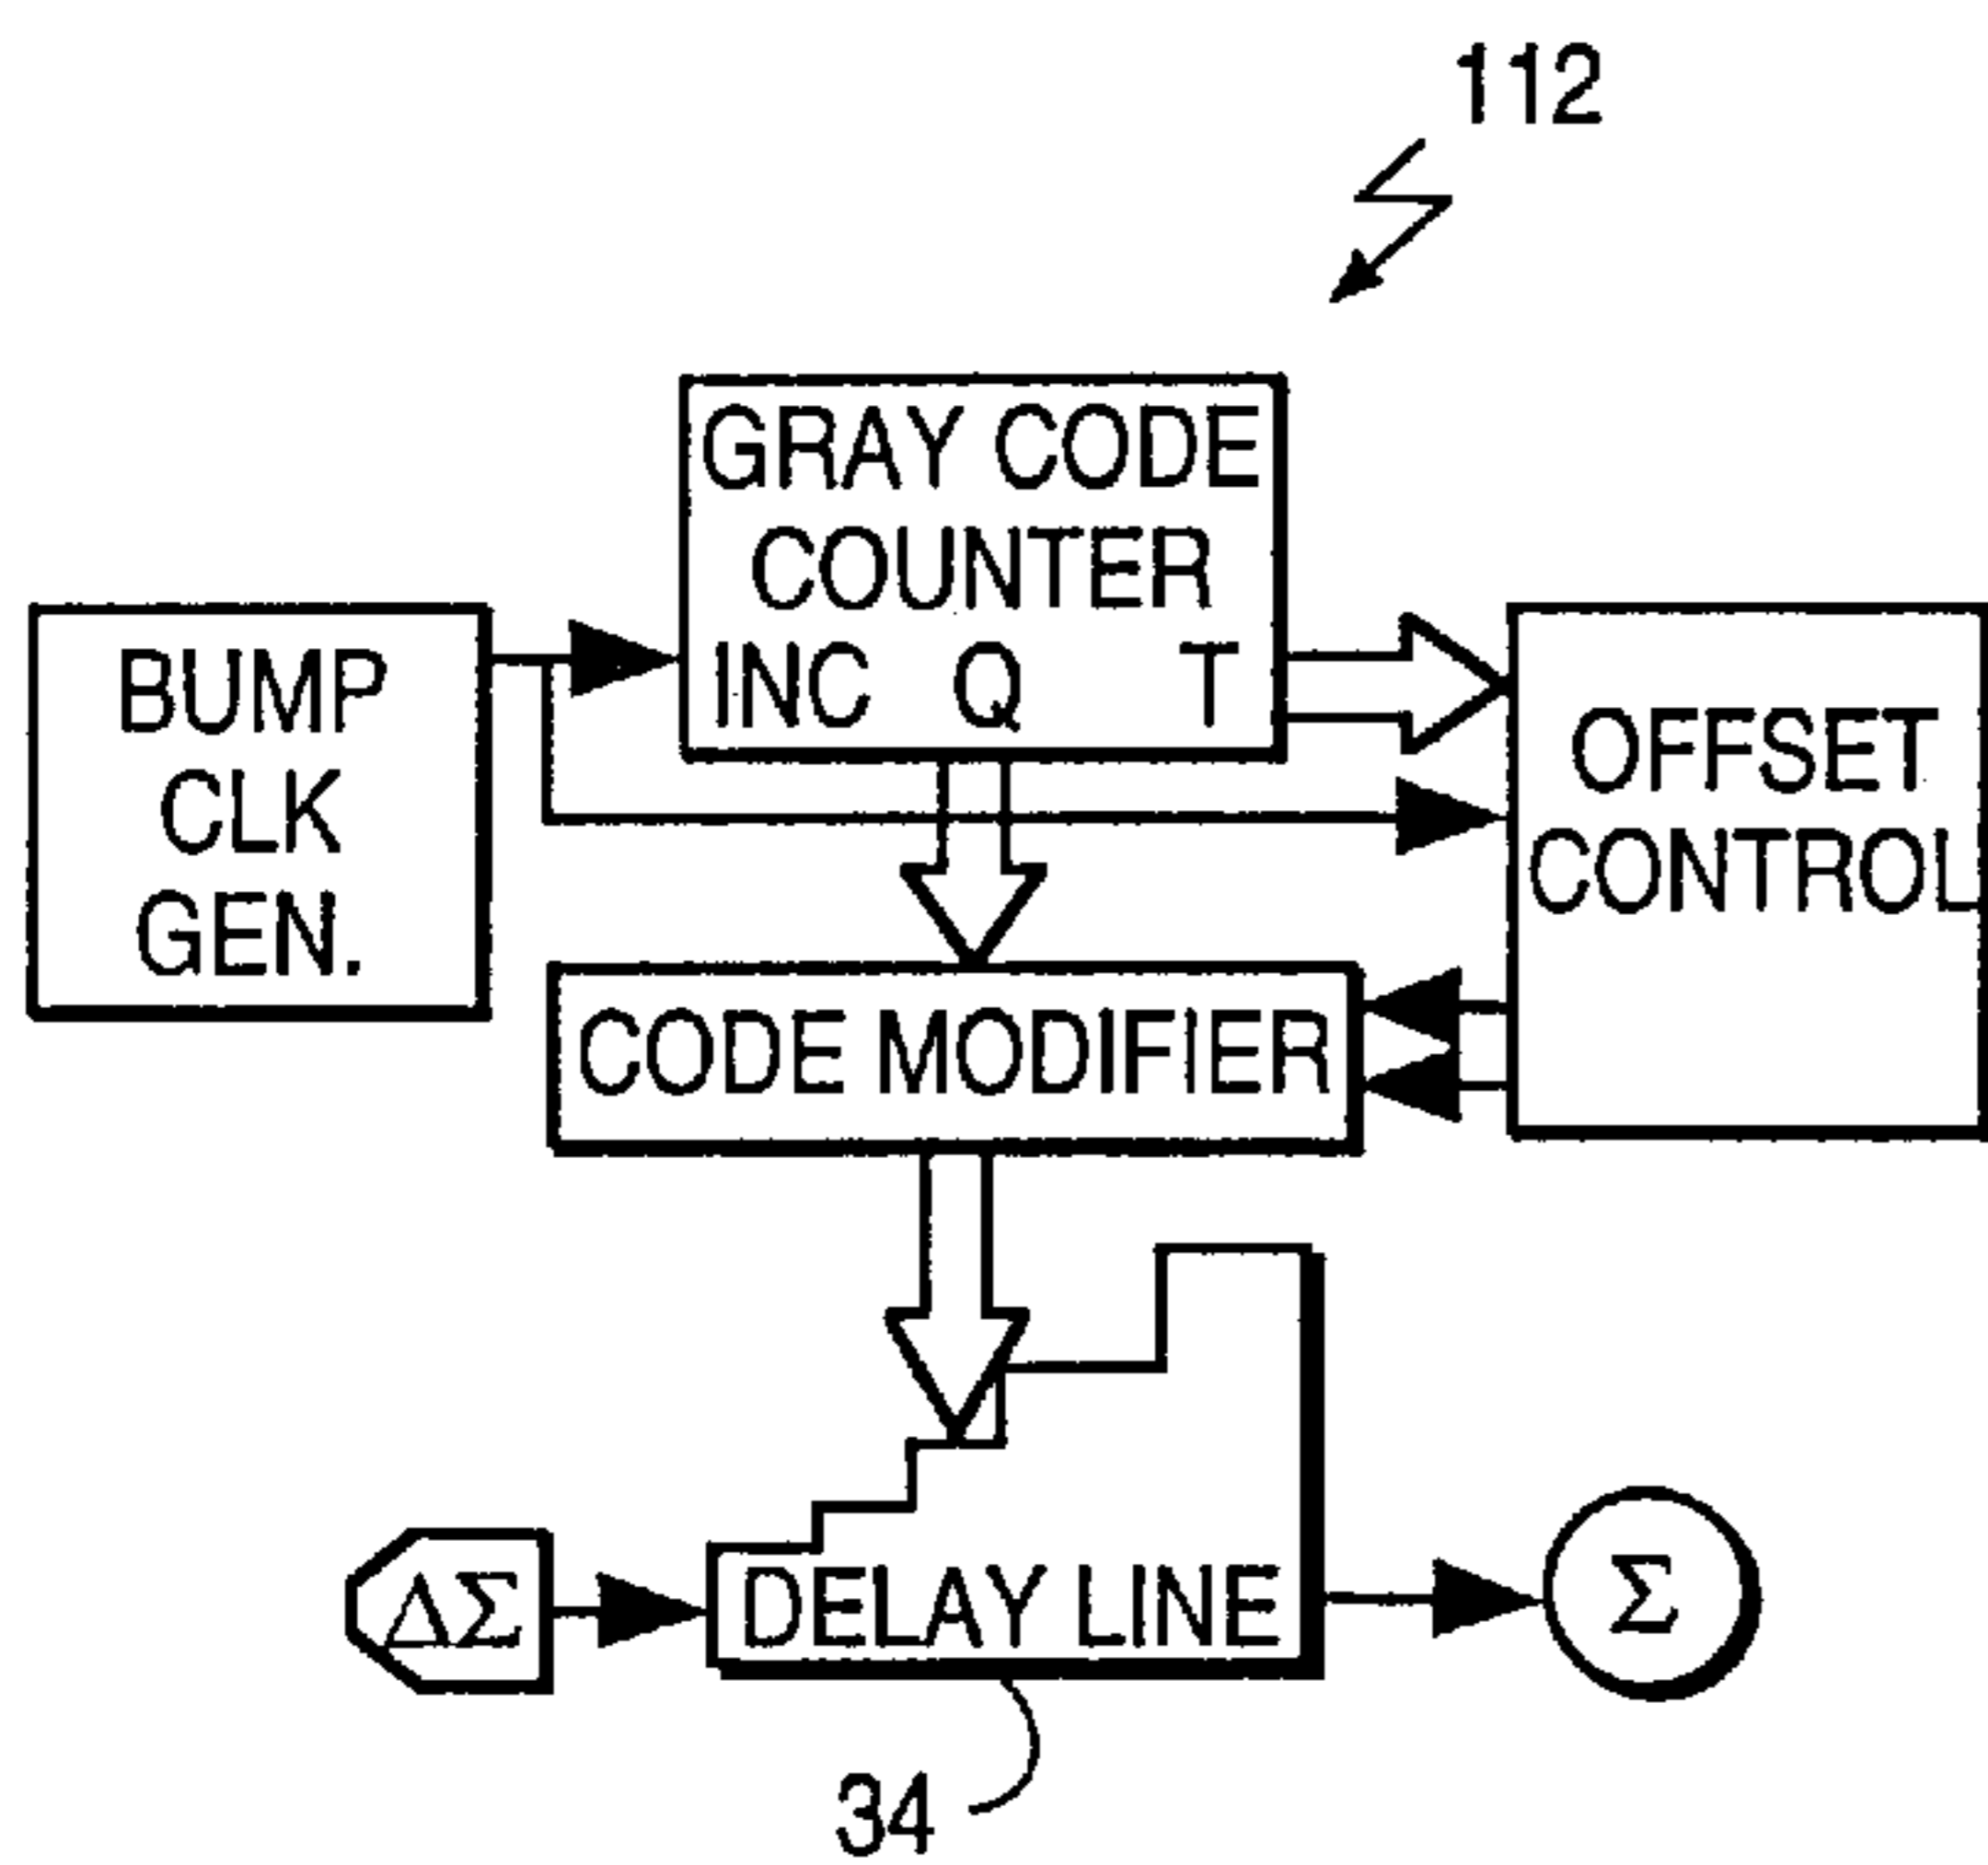 112
GRAY CODE
COUNTER
INC Q T
BUMP
CLK
GEN.
OFFSET
CONTROL
CODE MODIFIER
ΔΣ
DELAY LINE
Σ
34